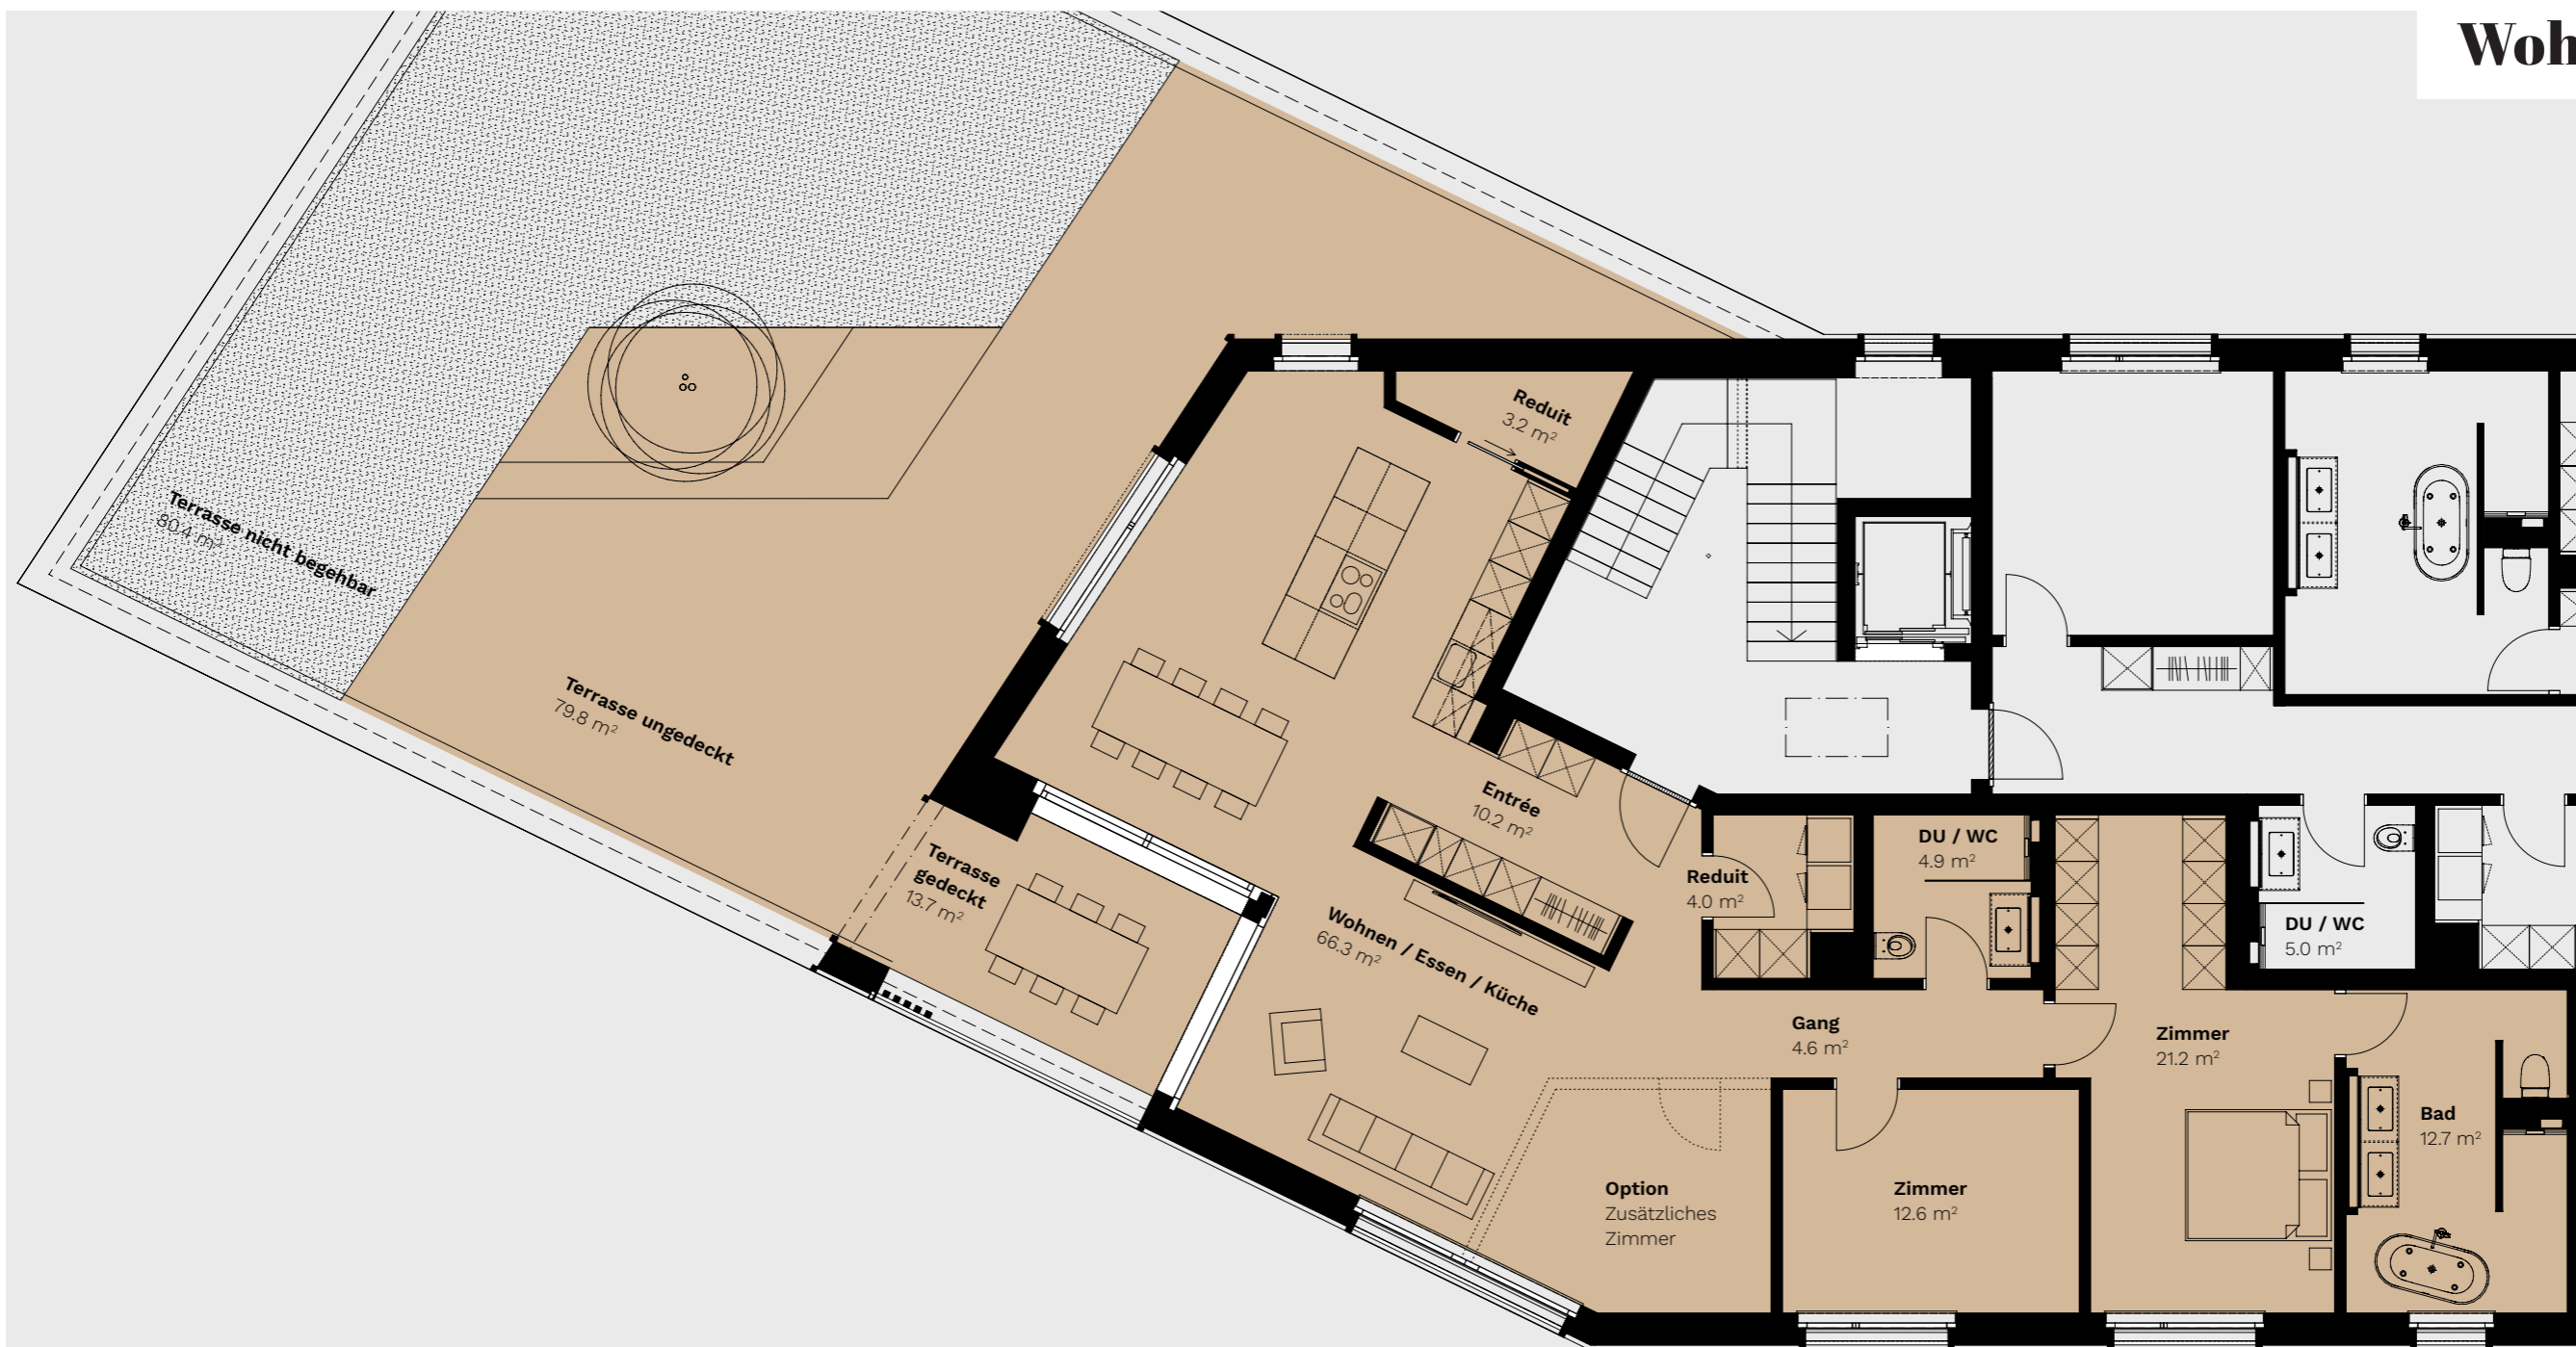 Woh
Reduit
3.2 m²
Terrasse nicht begehbar
80.4 m²
Terrasse ungedeckt
79.8 m²
Entrée
10.2 m²
Terrasse
gedeckt
13.7 m²
Wohnen / Essen / Küche
66.3 m²
Reduit
4.0 m²
DU / WC
4.9 m²
DU / WC
5.0 m²
Gang
4.6 m²
Zimmer
21.2 m²
Bad
12.7 m²
Option
Zusätzliches
Zimmer
Zimmer
12.6 m²